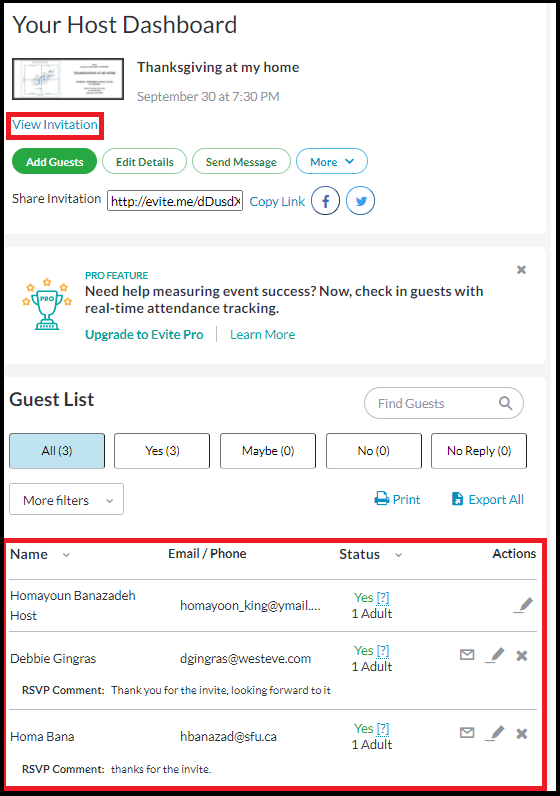 Your Host Dashboard
THANKSGIVING AT MY HOME
Thanksgiving at my home
September 30 at 7:30 PM
View Invitation
Add Guests Edit Details Send Message More
Share Invitation http://evite.me/dDusdX Copy Link
PRO
PRO FEATURE
Need help measuring event success? Now, check in guests with
real-time attendance tracking.
Upgrade to Evite Pro Learn More
Guest List Find Guests
All (3) Yes (3) Maybe (0) No (0) No Reply (0)
More filters Print Export All
Name Email / Phone Status Actions
Homayoun Banazadeh
Host
homayoon_king@ymail.... Yes [?]
1 Adult
Debbie Gingras dgingras@westeve.com Yes [?]
1 Adult
RSVP Comment: Thank you for the invite, looking forward to it
Homa Bana hbanazad@sfu.ca Yes [?]
1 Adult
RSVP Comment: thanks for the invite.